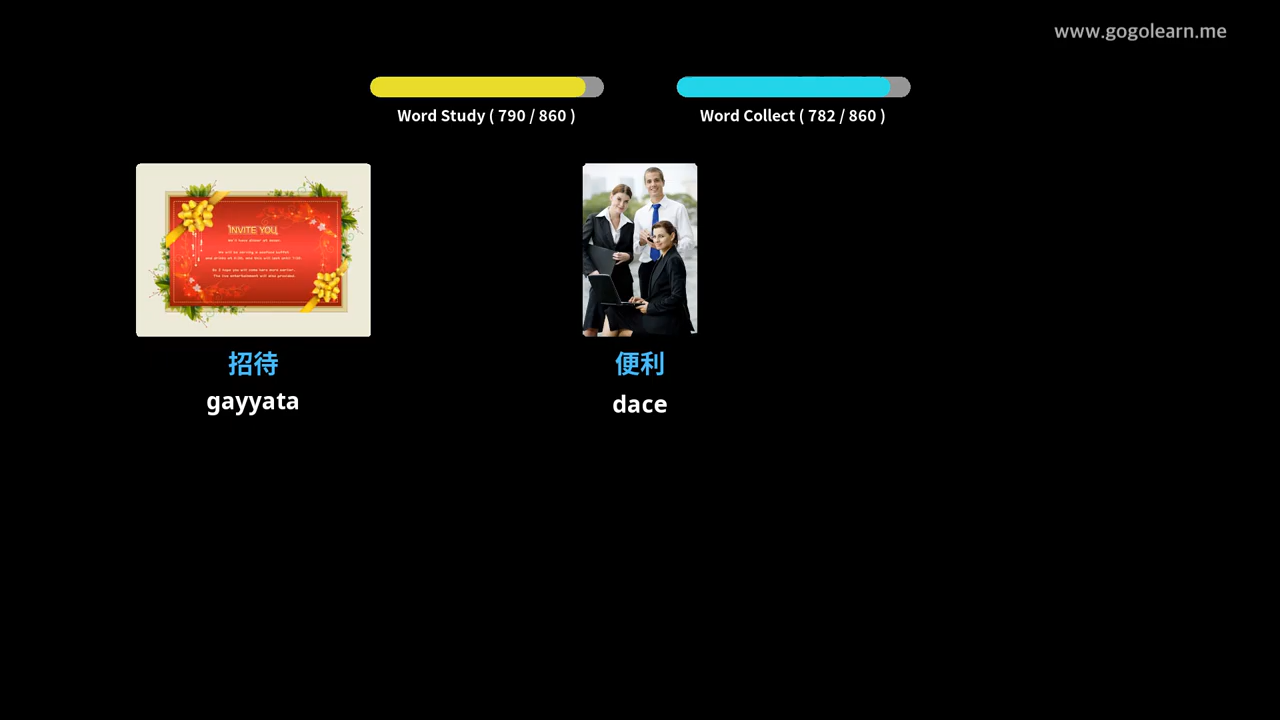 www.gogolearn.me
Word Study ( 790 / 860 )
Word Collect ( 782 / 860 )
INVITE YOU
招待
便利
gayyata
dace